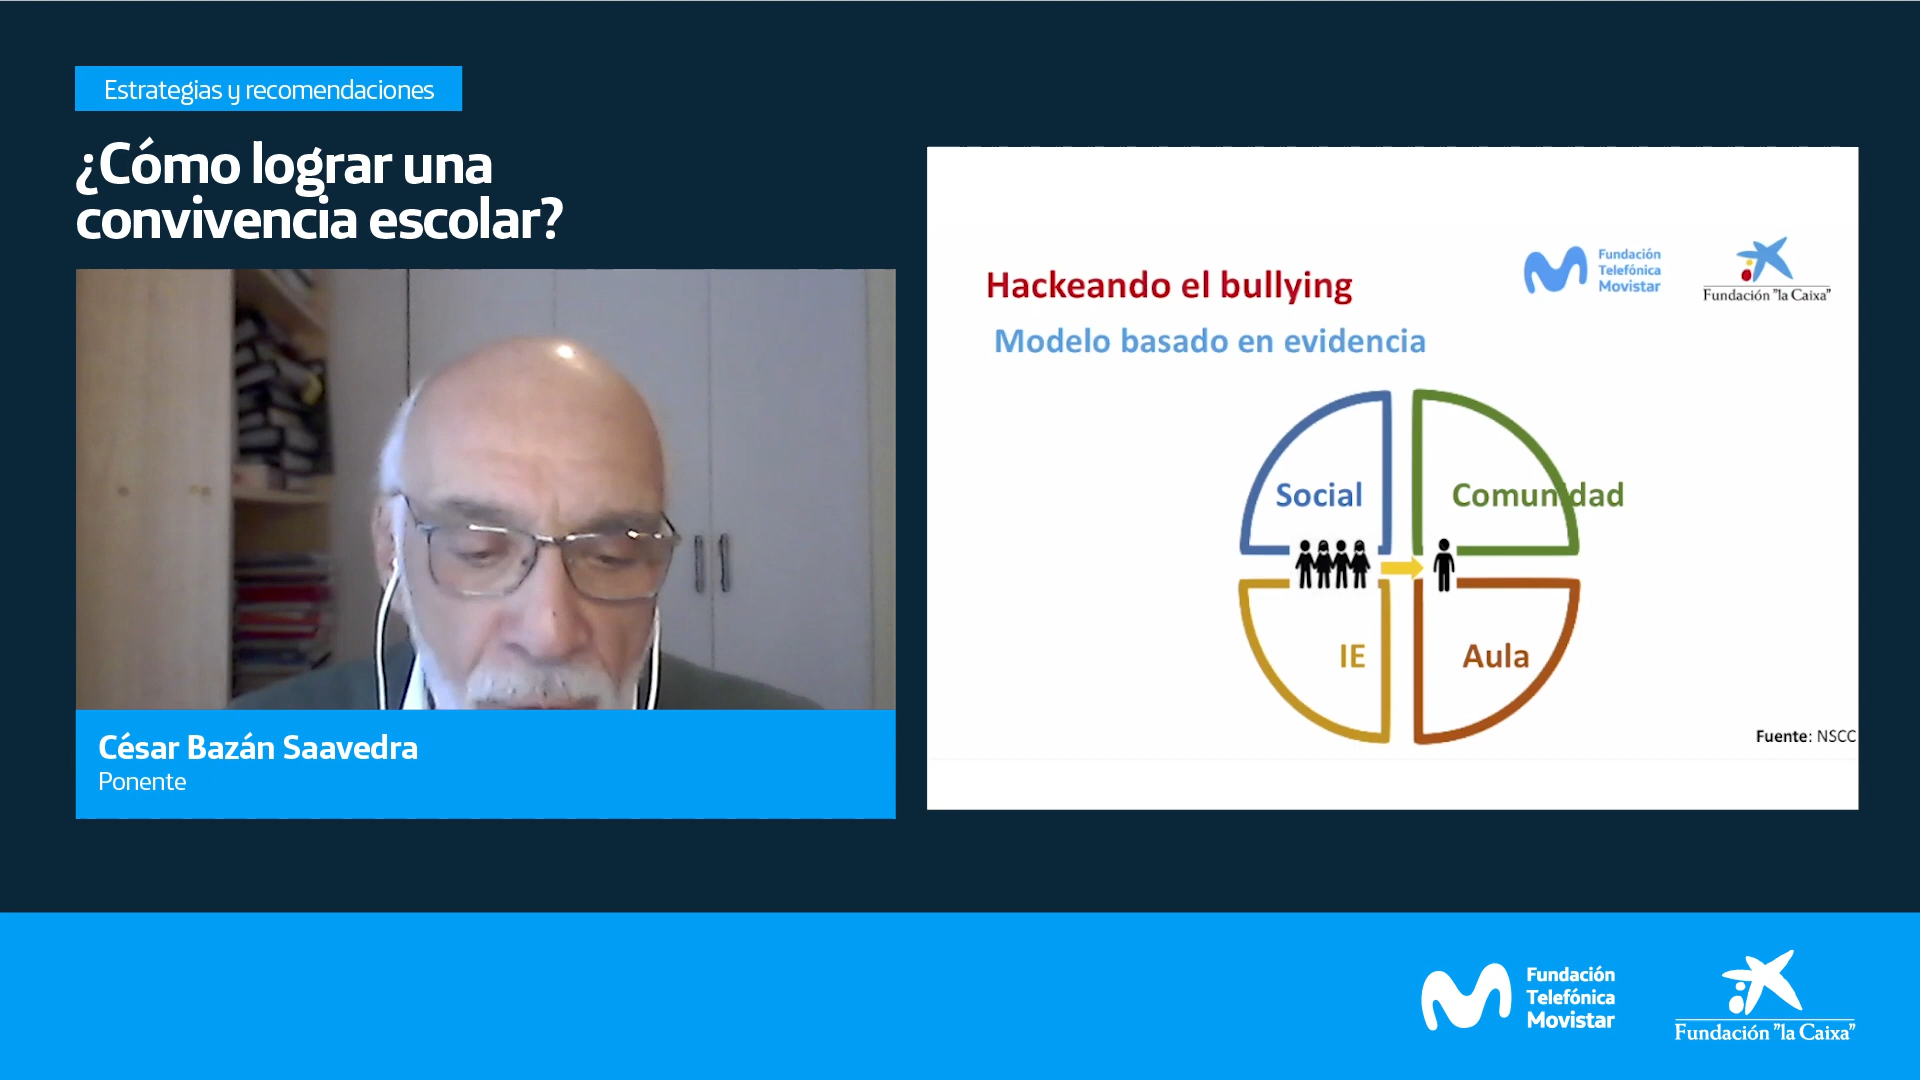 Estrategias y recomendaciones
¿Cómo lograr una
convivencia escolar?
César Bazán Saavedra
Ponente
Hackeando el bullying
Modelo basado en evidencia
Fundación
Telefónica
Movistar
Fundación "la Caixa"
Social
Comunidad
IE
Aula
Fuente: NSCC
Fundación
Telefónica
Movistar
Fundación "la Caixa"